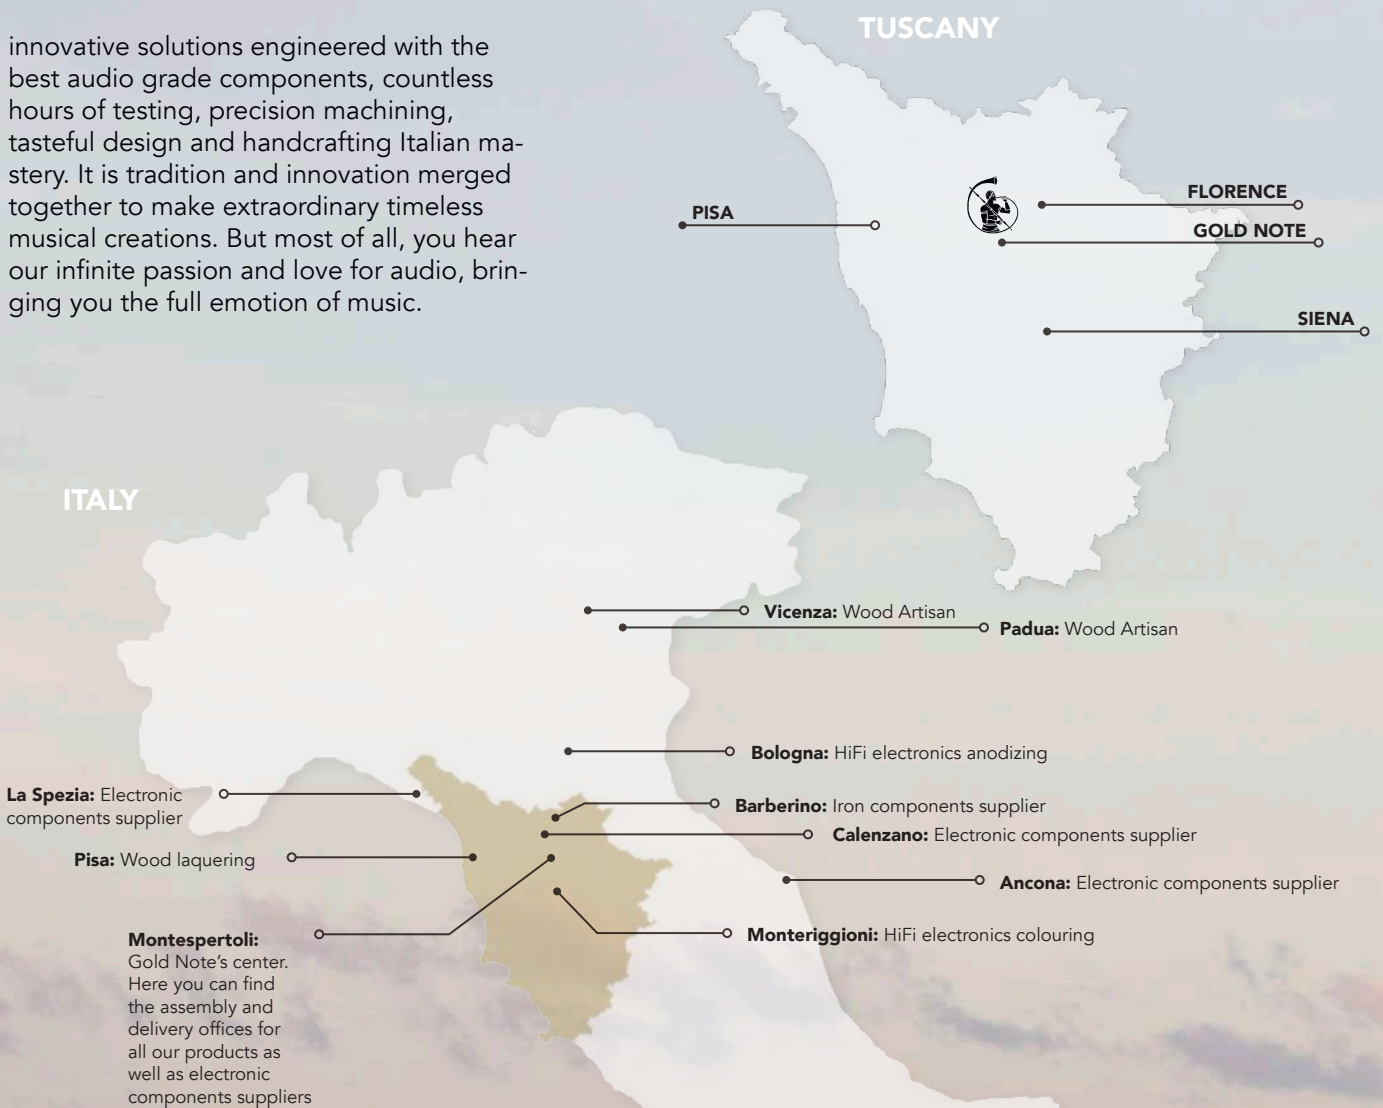 TUSCANY
innovative solutions engineered with the
best audio grade components, countless
hours of testing, precision machining,
tasteful design and handcrafting Italian ma-
stery. It is tradition and innovation merged
together to make extraordinary timeless
musical creations. But most of all, you hear
our infinite passion and love for audio, brin-
ging you the full emotion of music.
PISA
FLORENCE
GOLD NOTE
SIENA
ITALY
Vicenza: Wood Artisan
Padua: Wood Artisan
Bologna: HiFi electronics anodizing
La Spezia: Electronic
components supplier
Barberino: Iron components supplier
Calenzano: Electronic components supplier
Pisa: Wood laquering
Ancona: Electronic components supplier
Monteriggioni: HiFi electronics colouring
Montespertoli:
Gold Note's center.
Here you can find
the assembly and
delivery offices for
all our products as
well as electronic
components suppliers